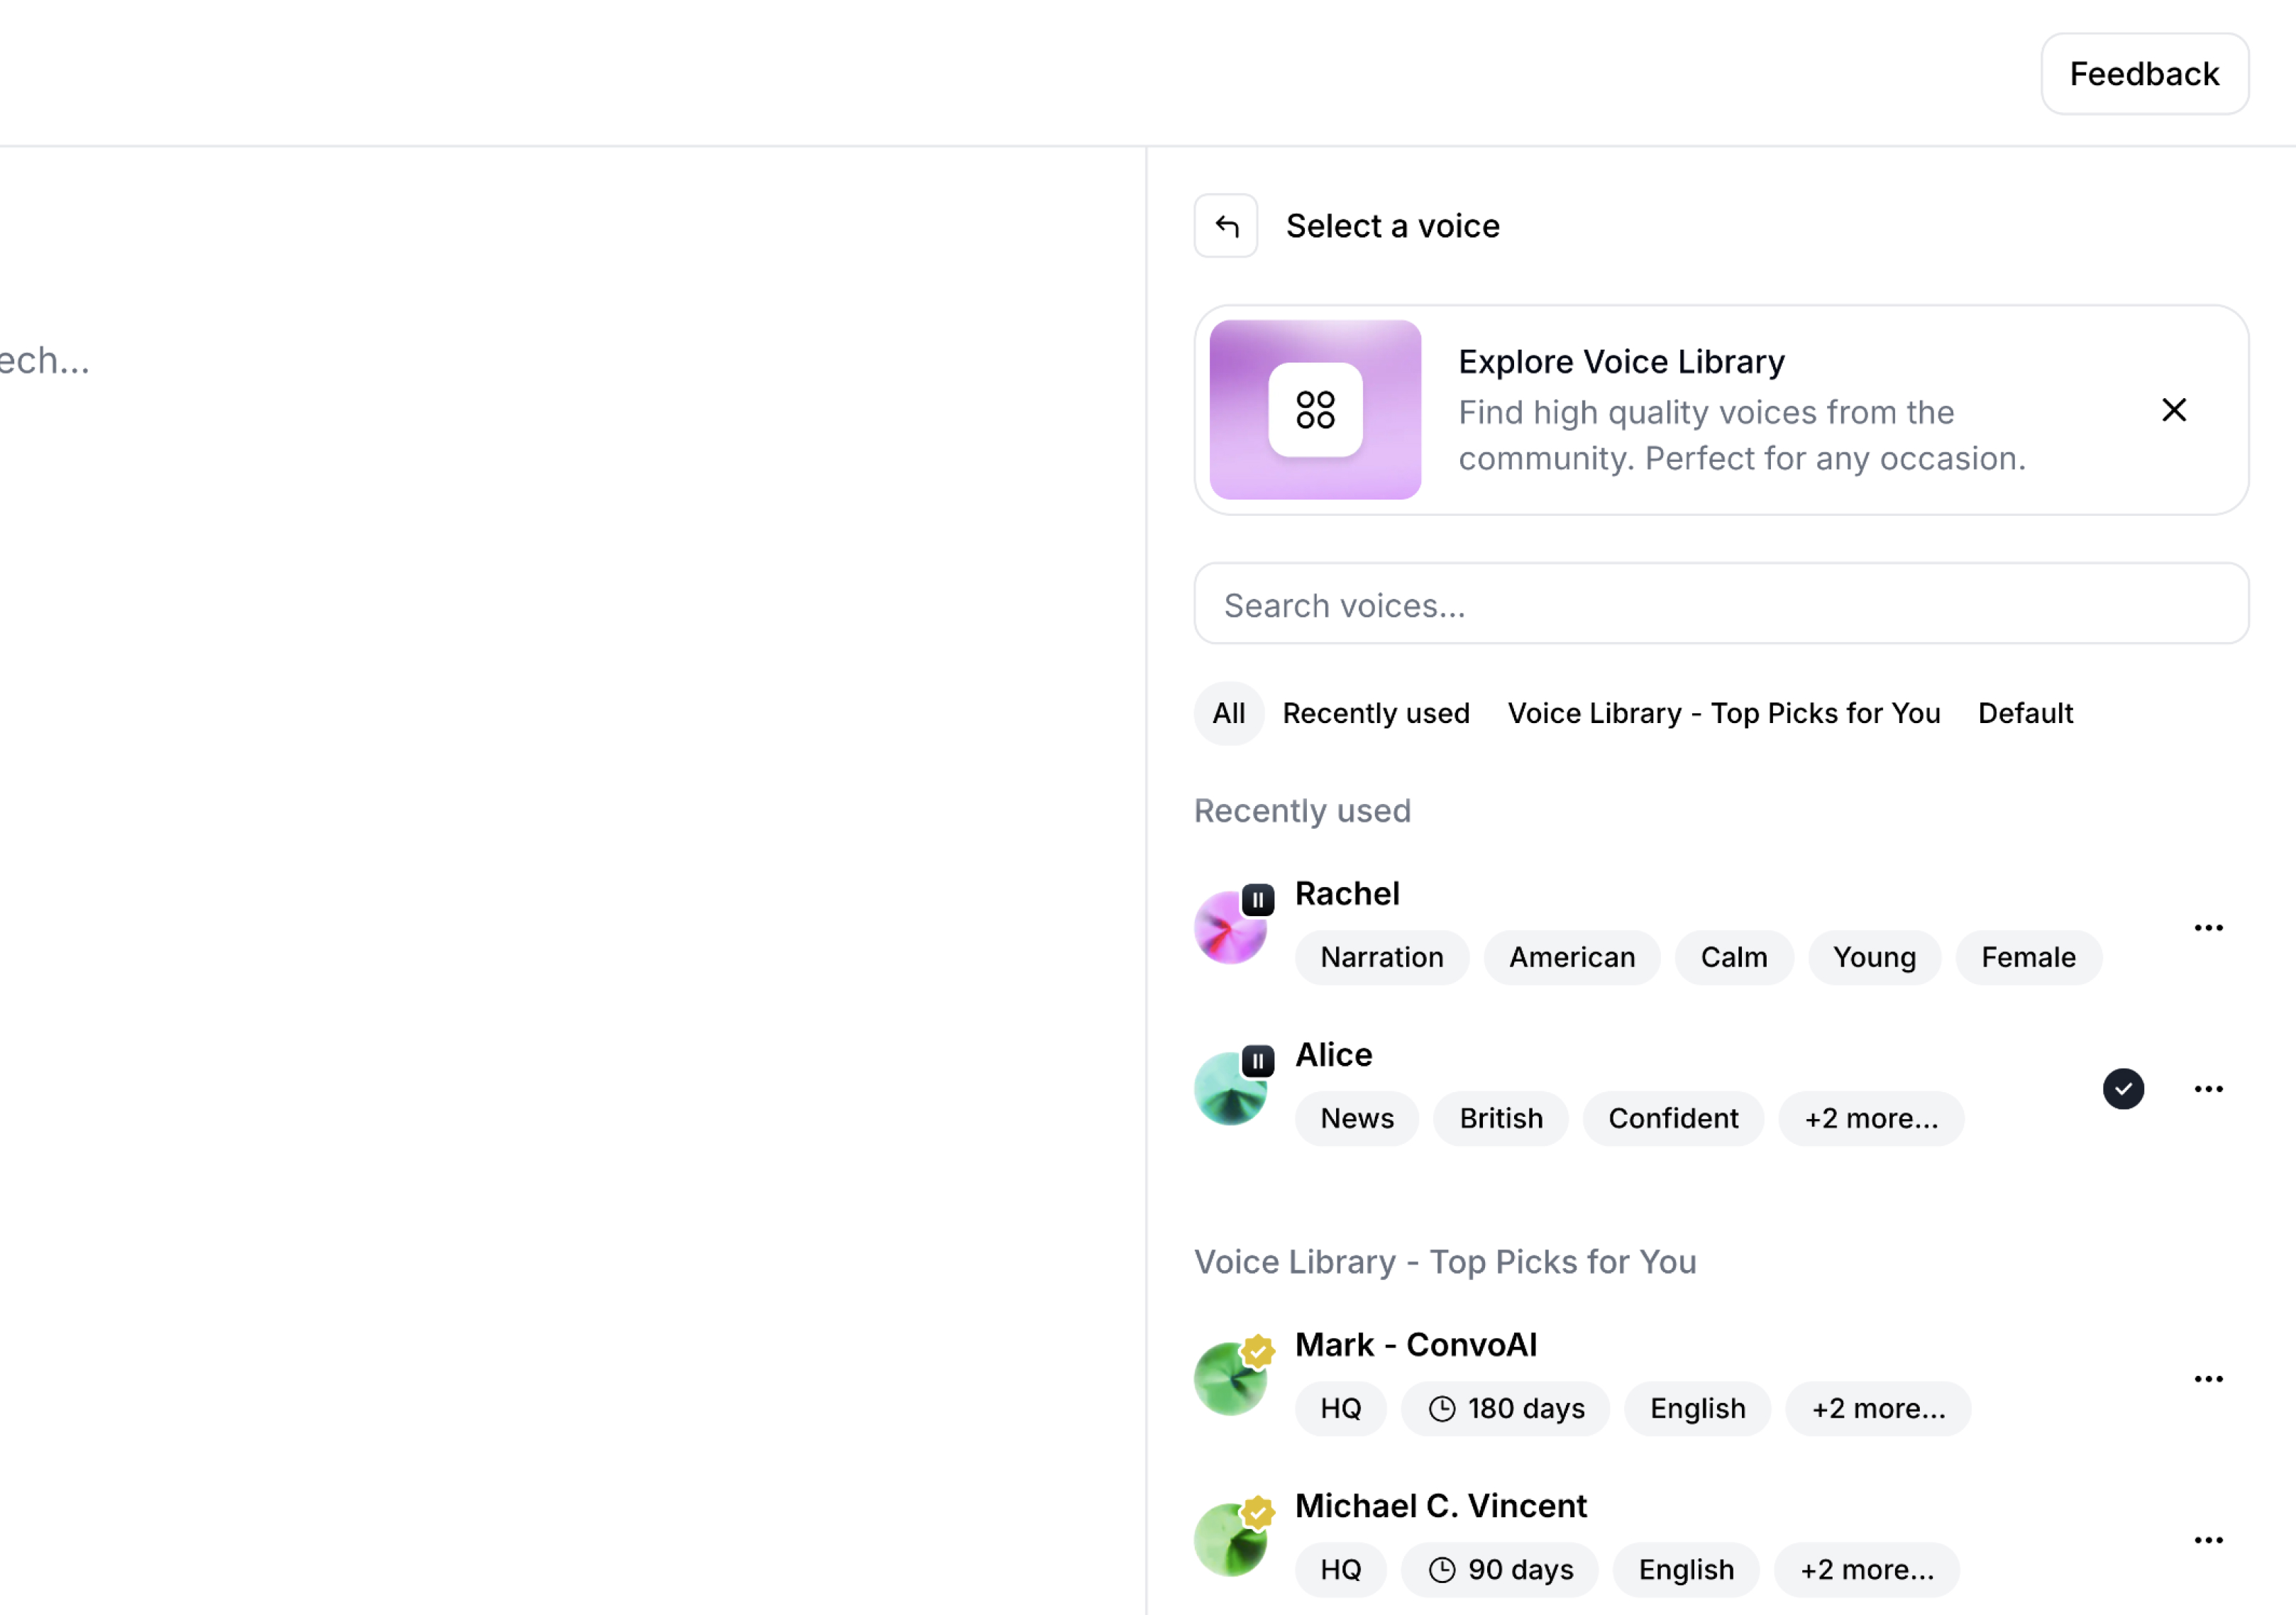 Feedback
Select a voice
ech...
Explore Voice Library
Find high quality voices from the
community. Perfect for any occasion.
Search voices...
All Recently used Voice Library - Top Picks for You Default
Recently used
Rachel
Narration American Calm Young Female
Alice
News British Confident +2 more...
Voice Library - Top Picks for You
Mark - ConvoAI
HQ 180 days English +2 more...
Michael C. Vincent
HQ 90 days English +2 more...